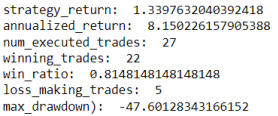 strategy_return:  1.3397632040392418
annualized_return:  8.150226157905388
num_executed_trades:  27
winning_trades:  22
win_ratio:  0.8148148148148148
loss_making_trades:  5
max_drawdown):  -47.60128343166152